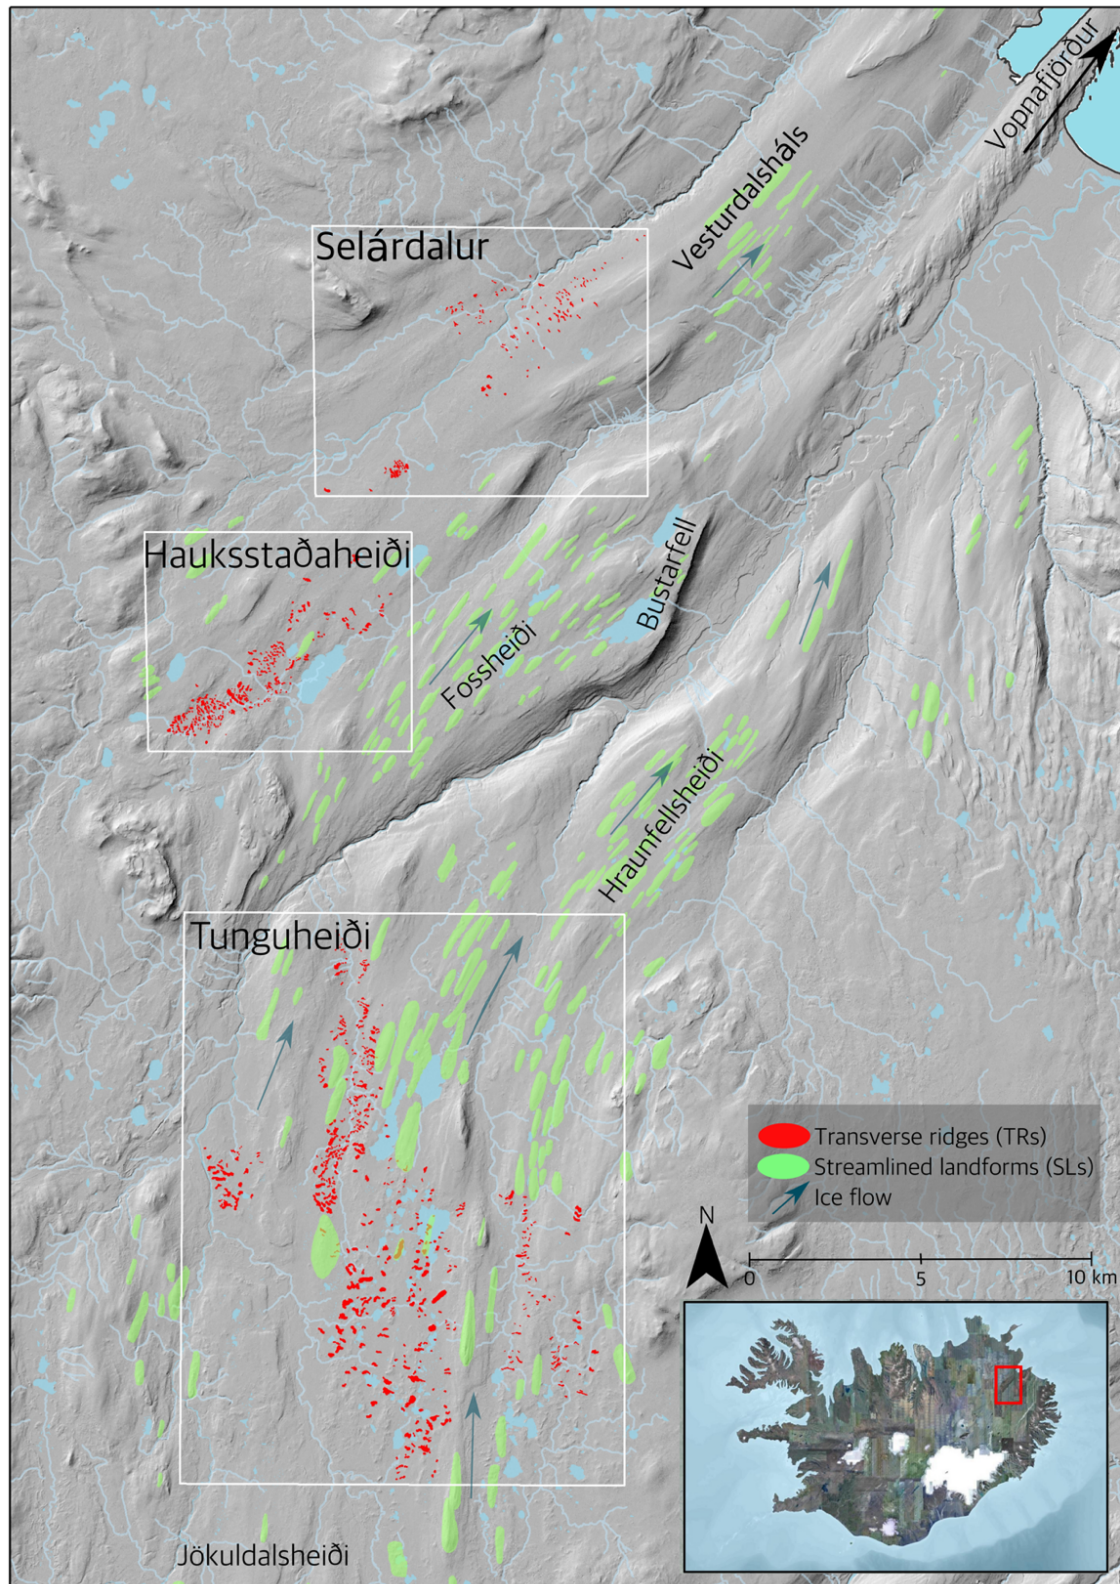 Vopnafjörður
Vesturdalsháls
Selárdalur
Hauksstaðaheiði
Bustarfell
Fossheiði
Hraunfellsheiði
Tunguheiði
Transverse ridges (TRs)
Streamlined landforms (SLs)
Ice flow
N
0 5 10 km
Jökuldalsheiði